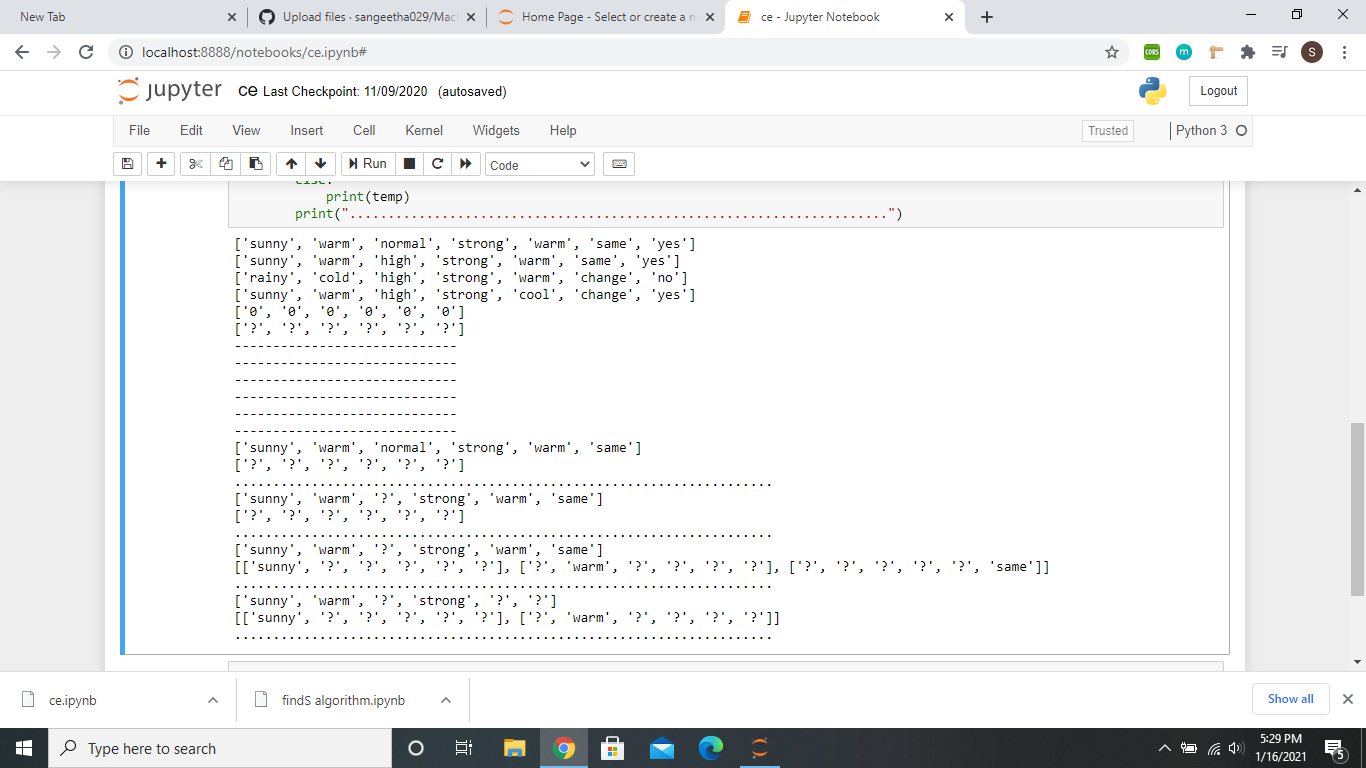 New Tab
Upload files · sangeetha029/Mac
Home Page - Select or create a n
ce - Jupyter Notebook
localhost:8888/notebooks/ce.ipynb#
CORS
m
S
jupyter
ce Last Checkpoint: 11/09/2020 (autosaved)
Logout
File Edit View Insert Cell Kernel Widgets Help
Trusted
Python 3
Run
Code
else:
print(temp)
print("......................................................................")
['sunny', 'warm', 'normal', 'strong', 'warm', 'same', 'yes']
['sunny', 'warm', 'high', 'strong', 'warm', 'same', 'yes']
['rainy', 'cold', 'high', 'strong', 'warm', 'change', 'no']
['sunny', 'warm', 'high', 'strong', 'cool', 'change', 'yes']
['0', '0', '0', '0', '0', '0']
['?', '?', '?', '?', '?', '?']
-----------------------------
-----------------------------
-----------------------------
-----------------------------
-----------------------------
-----------------------------
['sunny', 'warm', 'normal', 'strong', 'warm', 'same']
['?', '?', '?', '?', '?', '?']
......................................................................
['sunny', 'warm', '?', 'strong', 'warm', 'same']
['?', '?', '?', '?', '?', '?']
......................................................................
['sunny', 'warm', '?', 'strong', 'warm', 'same']
[['sunny', '?', '?', '?', '?', '?'], ['?', 'warm', '?', '?', '?', '?'], ['?', '?', '?', '?', '?', 'same']]
......................................................................
['sunny', 'warm', '?', 'strong', '?', '?']
[['sunny', '?', '?', '?', '?', '?'], ['?', 'warm', '?', '?', '?', '?']]
......................................................................
ce.ipynb
findS algorithm.ipynb
Show all
Type here to search
5:29 PM
1/16/2021
5